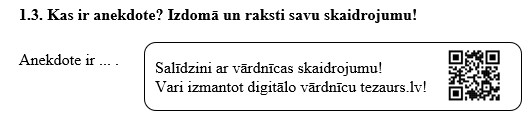 1.3. Kas ir anekdote? Izdomā un raksti savu skaidrojumu!
Anekdote ir ... .
Salīdzini ar vārdnīcas skaidrojumu!
Vari izmantot digitālo vārdnīcu tezaurs.lv!